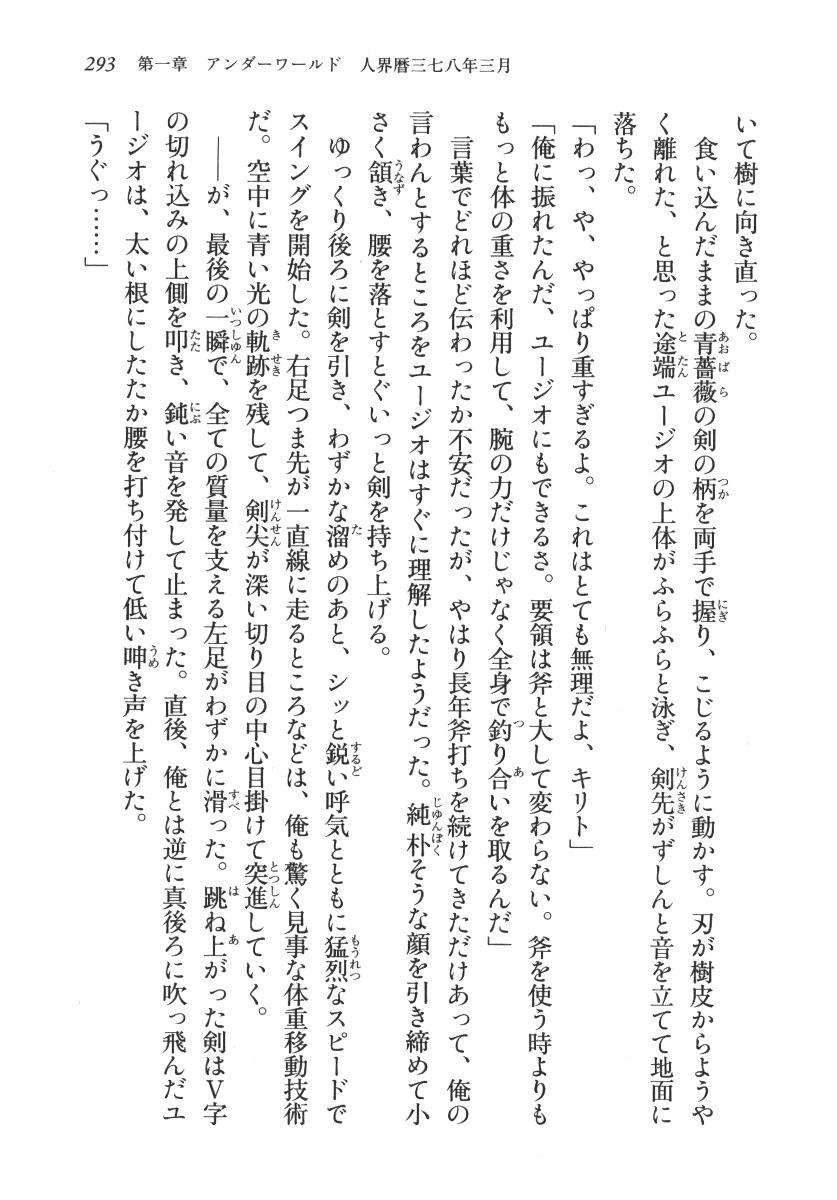 293 第一章 アンダーワールド 人界暦三七八年三月
いて樹に向き直った。
食い込んだままの青薔薇の剣の柄を両手で握り、こじるように動かす。刃が樹皮からようや
く離れた、と思った途端ユージオの上体がふらふらと泳ぎ、剣先がずしんと音を立てて地面に
落ちた。
「わっ、や、やっぱり重すぎるよ。これはとても無理だよ、キリト」
「俺に振れたんだ、ユージオにもできるさ。要領は斧と大して変わらない。斧を使う時よりも
もっと体の重さを利用して、腕の力だけじゃなく全身で釣り合いを取るんだ」
言葉でどれほど伝わったか不安だったが、やはり長年斧打ちを続けてきただけあって、俺の
言わんとするところをユージオはすぐに理解したようだった。純朴そうな顔を引き締めて小
さく頷き、腰を落とすとぐいっと剣を持ち上げる。
ゆっくり後ろに剣を引き、わずかな溜めのあと、シッと鋭い呼気とともに猛烈なスピードで
スイングを開始した。右足つま先が一直線に走るところなどは、俺も驚く見事な体重移動技術
だ。空中に青い光の軌跡を残して、剣尖が深い切り目の中心目掛けて突進していく。
――が、最後の一瞬で、全ての質量を支える左足がわずかに滑った。跳ね上がった剣はV字
の切れ込みの上側を叩き、鈍い音を発して止まった。直後、俺とは逆に真後ろに吹っ飛んだユ
ージオは、太い根にしたたか腰を打ち付けて低い呻き声を上げた。
「うぐっ……」